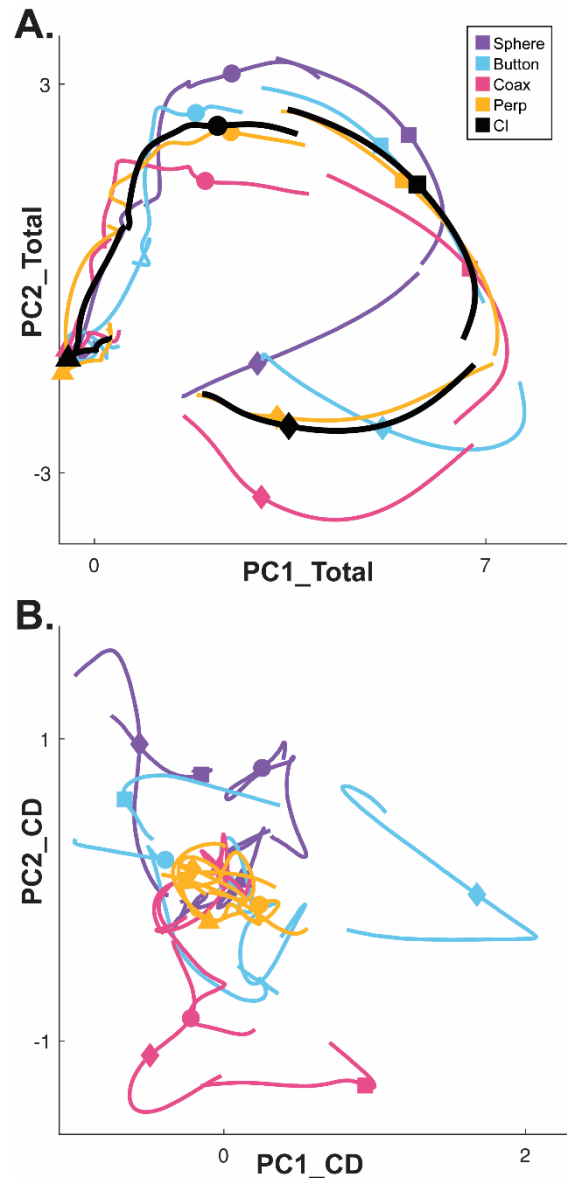 A.
3
Sphere
Button
Coax
Perp
CI
PC2_Total
-3
0
7
PC1_Total
B.
1
PC2_CD
-1
0
2
PC1_CD